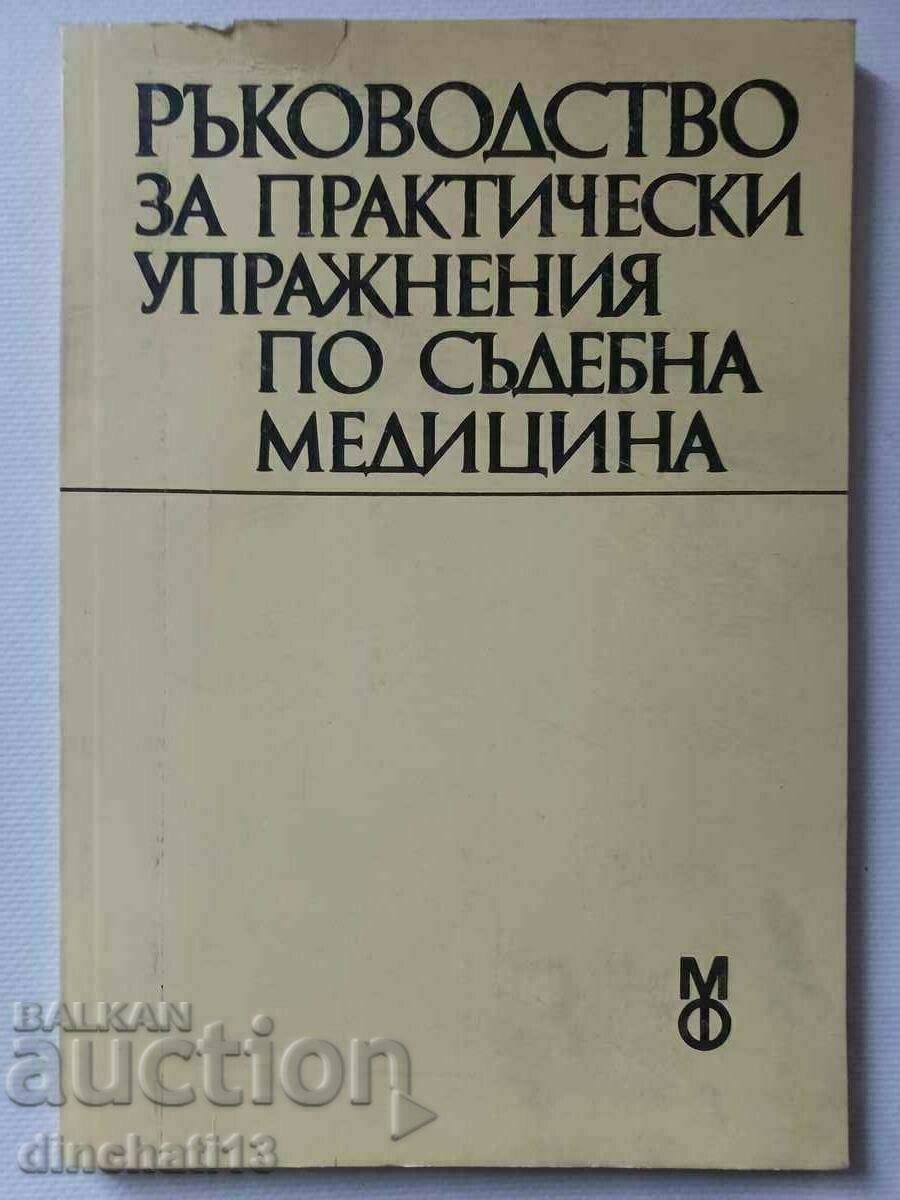 РЪКОВОДСТВО
ЗА ПРАКТИЧЕСКИ
УПРАЖНЕНИЯ
ПО СЪДЕБНА
МЕДИЦИНА
МФ
BALKAN
auction
dinchati13